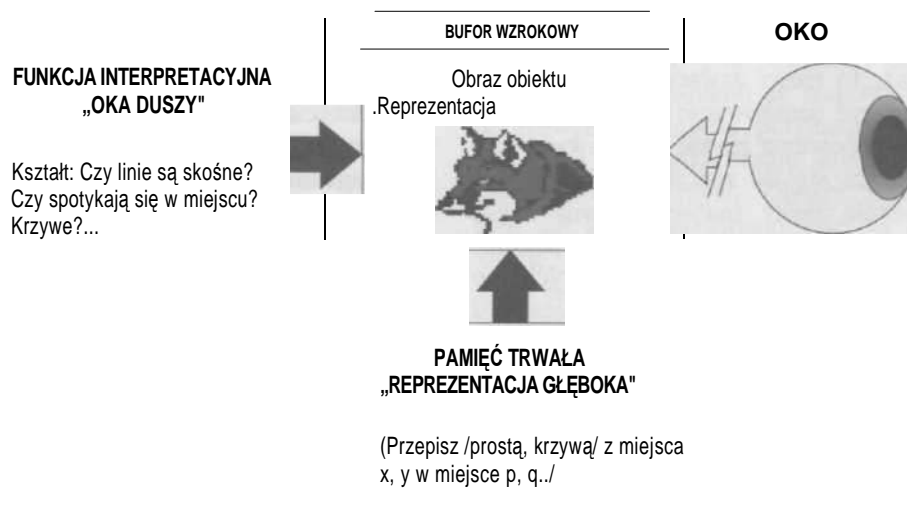 BUFOR WZROKOWY
OKO
FUNKCJA INTERPRETACYJNA
„OKA DUSZY"
Kształt: Czy linie są skośne?
Czy spotykają się w miejscu?
Krzywe?...
Obraz obiektu
.Reprezentacja
PAMIĘĆ TRWAŁA
„REPREZENTACJA GŁĘBOKA"
(Przepisz /prostą, krzywą/ z miejsca
x, y w miejsce p, q../